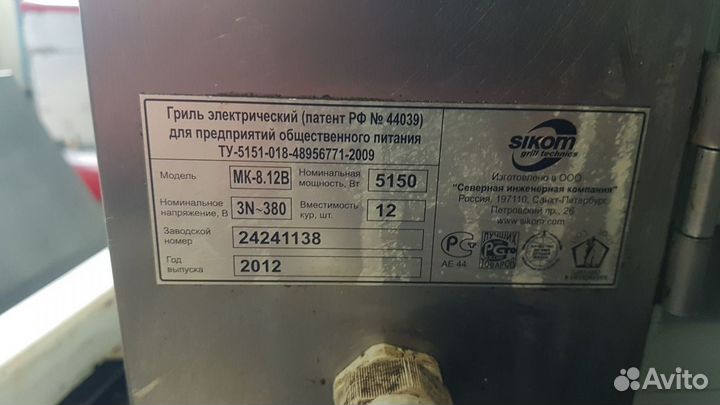 Гриль электрический (патент РФ № 44039)
для предприятий общественного питания
ТУ-5151-018-48956771-2009
Модель МК-8.12В Номинальная мощность, Вт 5150
Номинальное напряжение, В 3N~380 Вместимость кур, шт. 12
Заводской номер 24241138
Год выпуска 2012
SIKOM
grill technics
Изготовлено в ООО
"Северная инженерная компания"
Россия, 197110, Санкт-Петербург
Петровский пр., 26
www.sikom.com
АЕ 44
ЛУЧШИХ
ТОВАРОВ
Avito